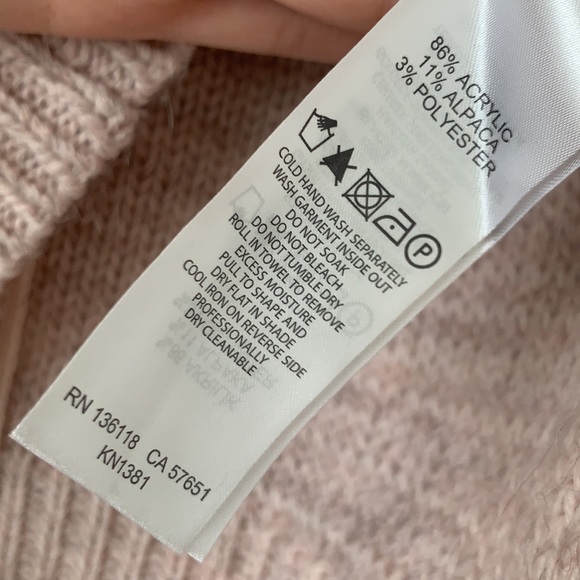 86% ACRYLIC
11% ALPACA
3% POLYESTER
P
COLD HAND WASH SEPARATELY
WASH GARMENT INSIDE OUT
DO NOT SOAK
DO NOT BLEACH,
DO NOT TUMBLE DRY
ROLL IN TOWEL TO REMOVE
EXCESS MOISTURE
PULL TO SHAPE AND
DRY FLAT IN SHADE
COOL IRON ON REVERSE SIDE
PROFESSIONALLY
DRY CLEANABLE
RN 136118 CA 57651
KN1381